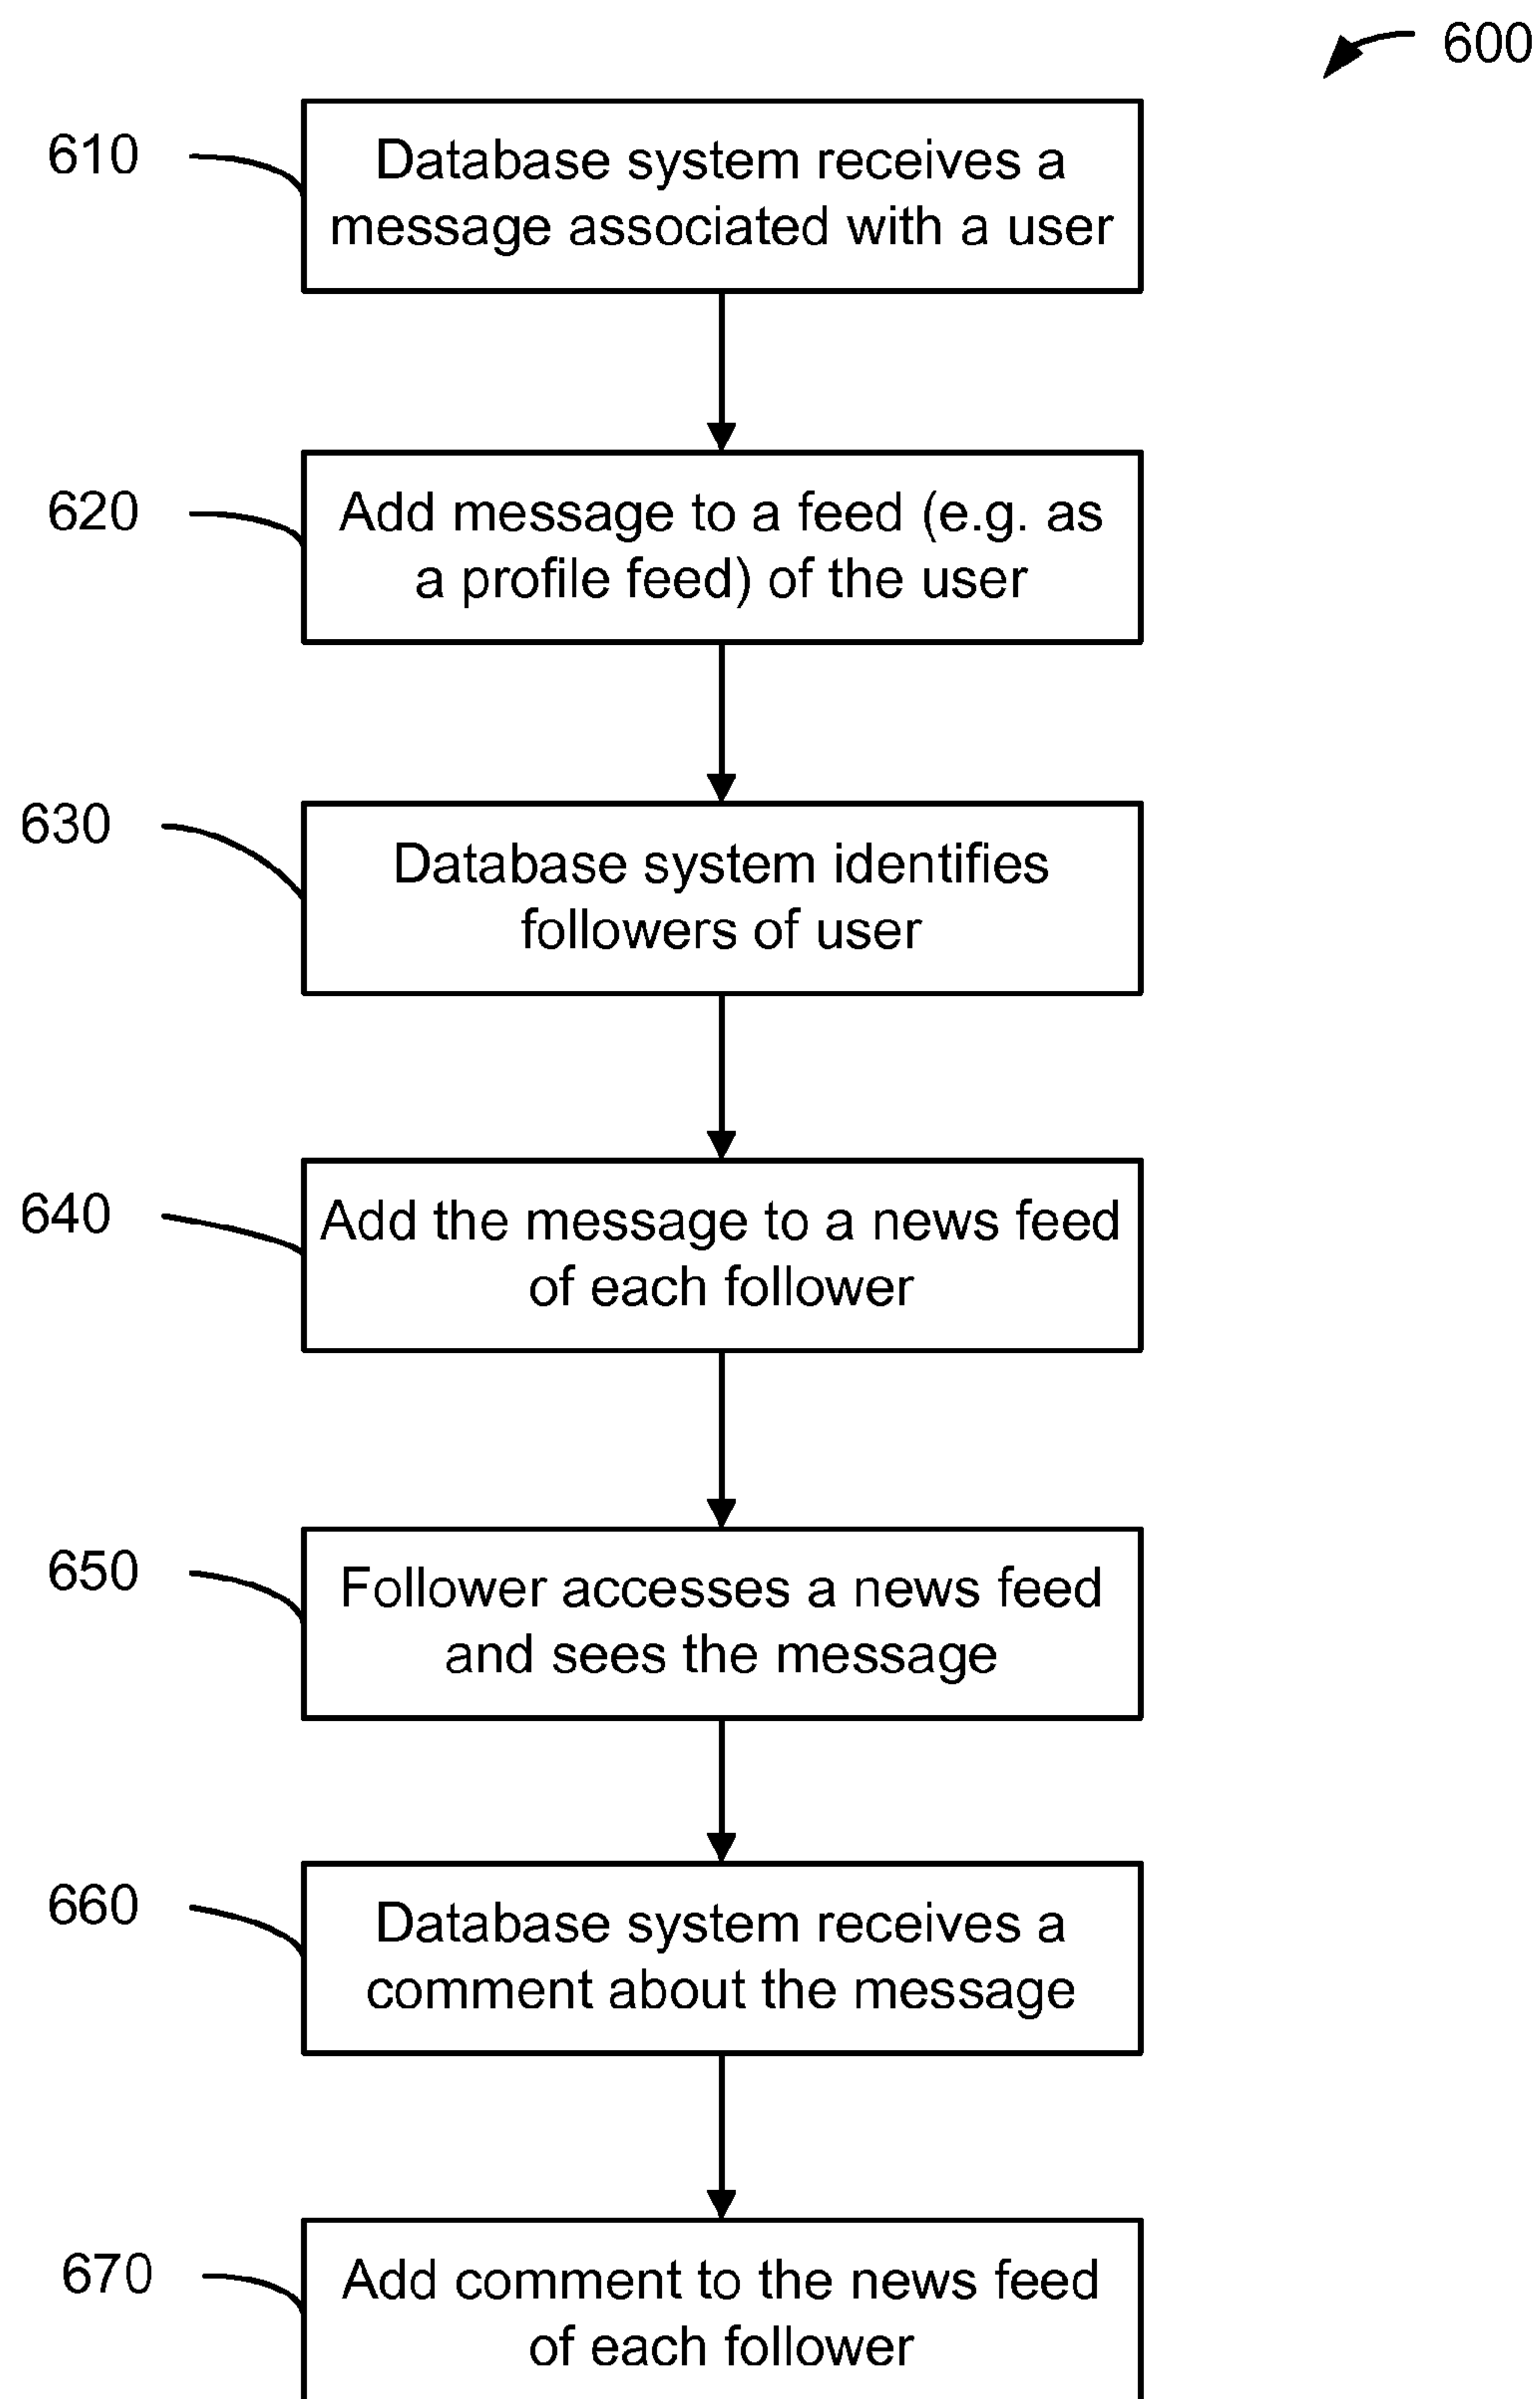 600
610
Database system receives a
message associated with a user
620
Add message to a feed (e.g. as
a profile feed) of the user
630
Database system identifies
followers of user
640
Add the message to a news feed
of each follower
650
Follower accesses a news feed
and sees the message
660
Database system receives a
comment about the message
670
Add comment to the news feed
of each follower